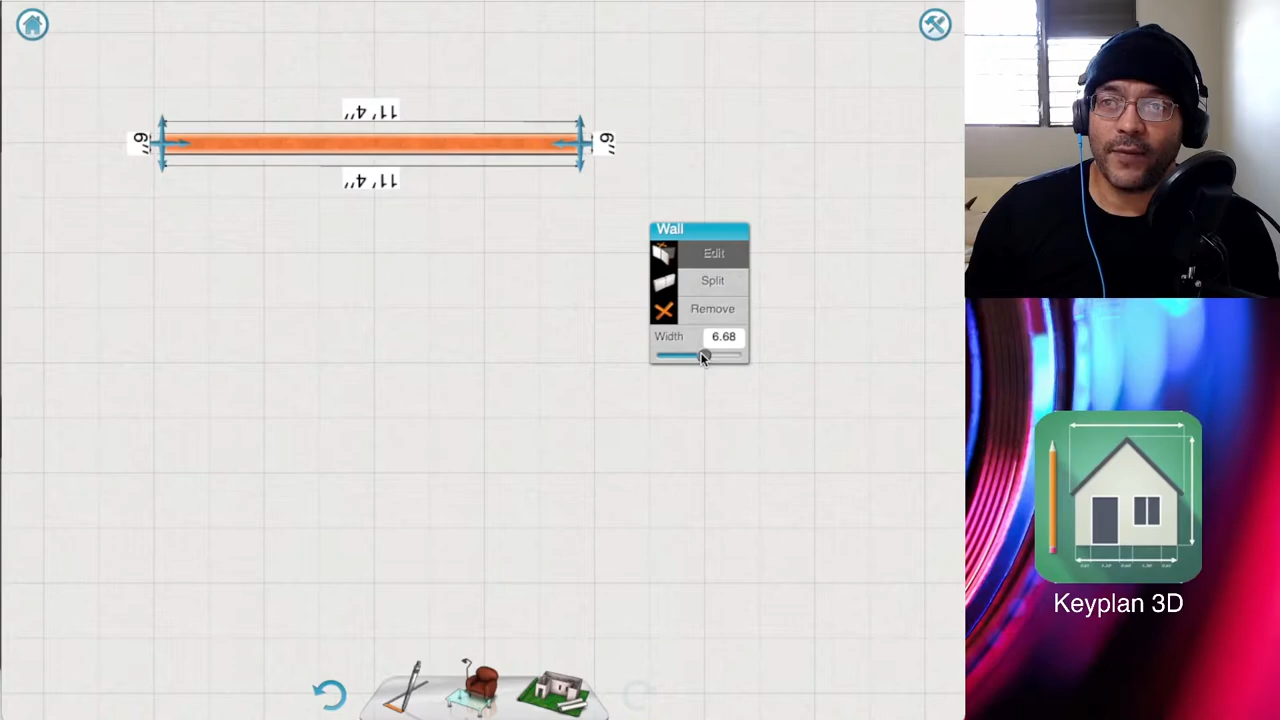 11' 4''
6''
6''
11' 4''
Wall
Edit
Split
Remove
Width 6.68
Keyplan 3D